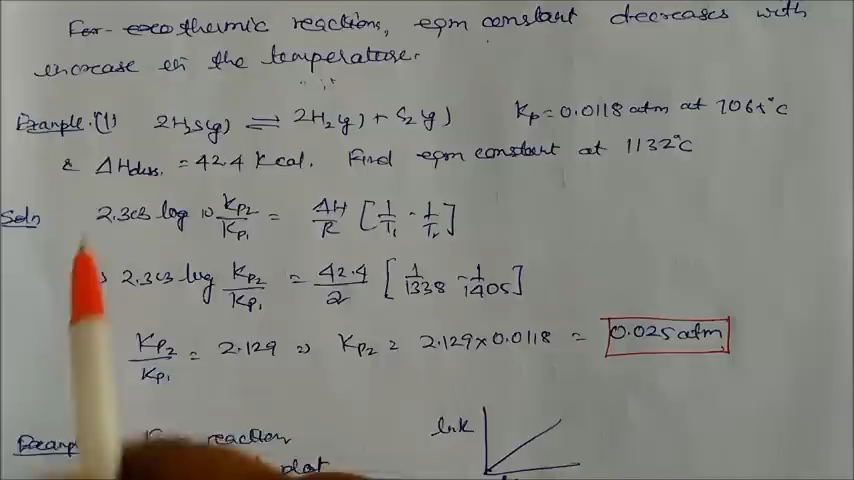 For exothermic reactions, eqm constant decreases with
increase in the temperature.
Example:(1) 2H₂S(g) ⇌ 2H₂(g) + S₂(g) Kp = 0.0118 atm at 1065°C
& ΔHdiss. = 42.4 Kcal. Find eqm constant at 1132°C
Soln 2.303 log 10 Kp₂/Kp₁ = ΔH/R [1/T₁ - 1/T₂]
2.303 log Kp₂/Kp₁ = 42.4/2 [1/1338 - 1/1405]
Kp₂/Kp₁ = 2.129 ⇒ Kp₂ = 2.129×0.0118 = 0.025 atm
reaction lnK
plot